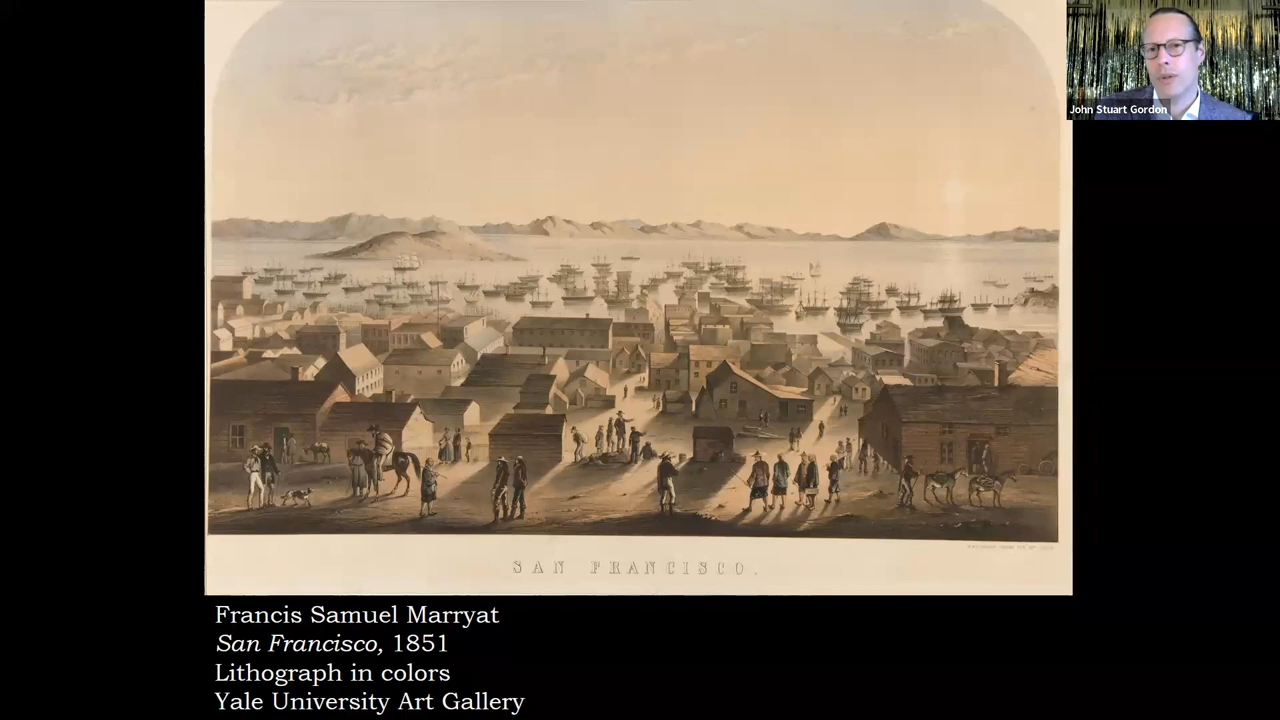 John Stuart Gordon
SAN FRANCISCO.
Francis Samuel Marryat
San Francisco, 1851
Lithograph in colors
Yale University Art Gallery